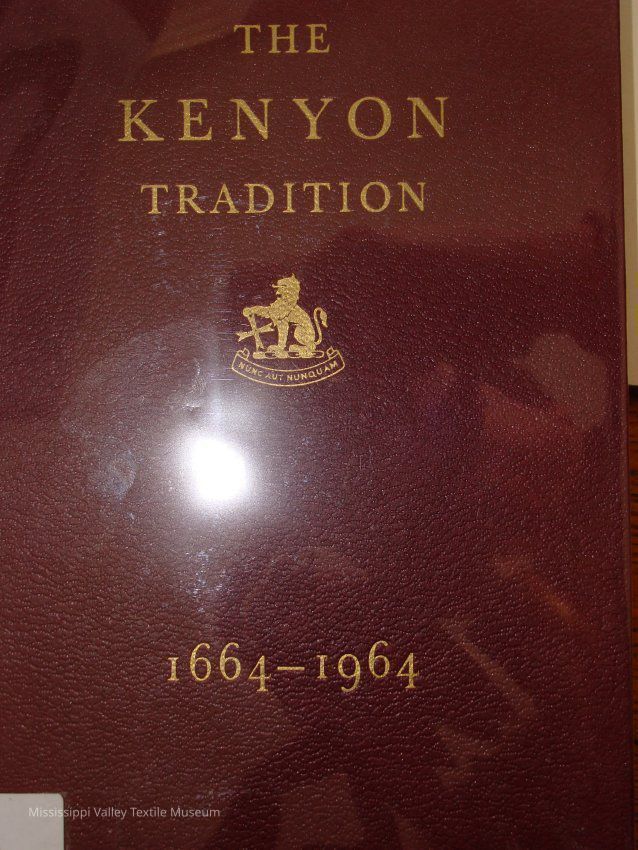 THE
KENYON
TRADITION
NUNC AUT NUNQUAM
1664–1964
Mississippi Valley Textile Museum